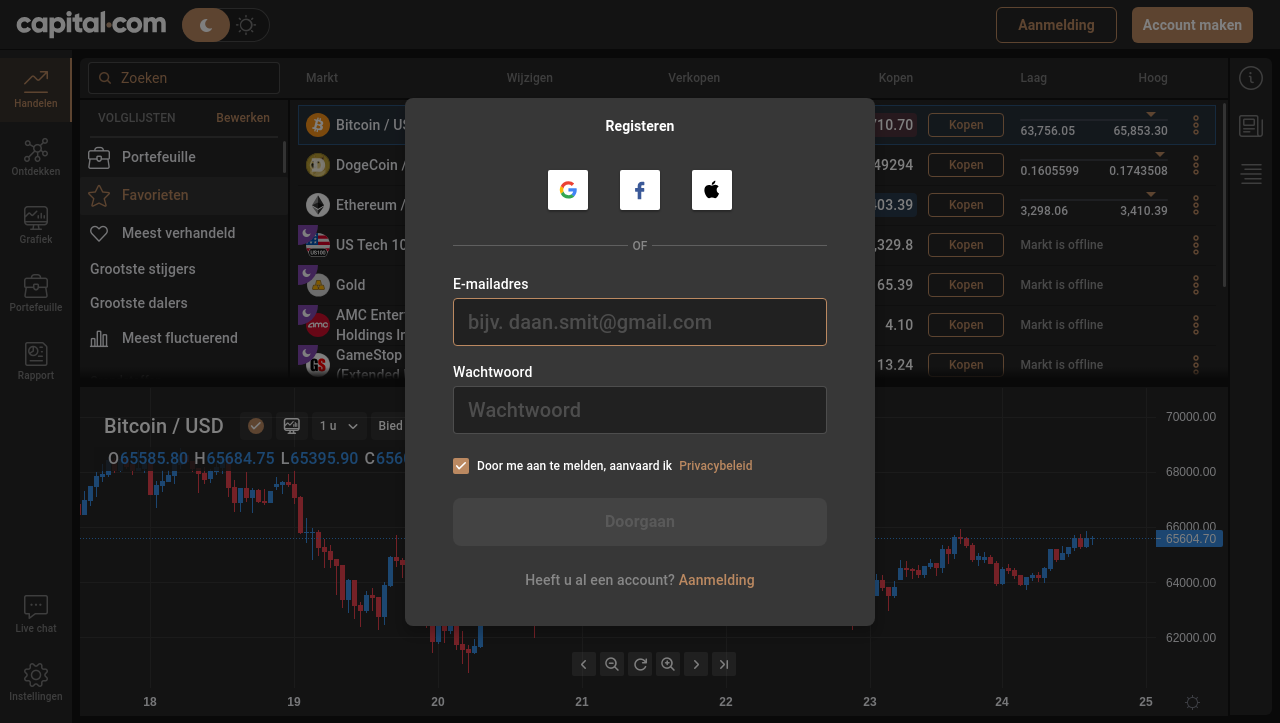 capital.com
Aanmelding
Account maken
Handelen
Ontdekken
Grafiek
Portefeuille
Rapport
Live chat
Instellingen
Zoeken
VOLGLIJSTEN
Bewerken
Portefeuille
Favorieten
Meest verhandeld
Grootste stijgers
Grootste dalers
Meest fluctuerend
Markt Wijzigen Verkopen Kopen Laag Hoog
Bitcoin / US 710.70 Kopen 63,756.05 65,853.30
DogeCoin / 49294 Kopen 0.1605599 0.1743508
Ethereum / 03.39 Kopen 3,298.06 3,410.39
US Tech 10 ,329.8 Kopen Markt is offline
Gold 65.39 Kopen Markt is offline
AMC Enter
Holdings In 4.10 Kopen Markt is offline
GameStop
(Extended 13.24 Kopen Markt is offline
Registeren
OF
E-mailadres
bijv. daan.smit@gmail.com
Wachtwoord
Wachtwoord
Door me aan te melden, aanvaard ik Privacybeleid
Doorgaan
Heeft u al een account? Aanmelding
Bitcoin / USD
1 u
Bied
O65585.80 H65684.75 L65395.90 C6560
70000.00
68000.00
66000.00
65604.70
64000.00
62000.00
18 19 20 21 22 23 24 25